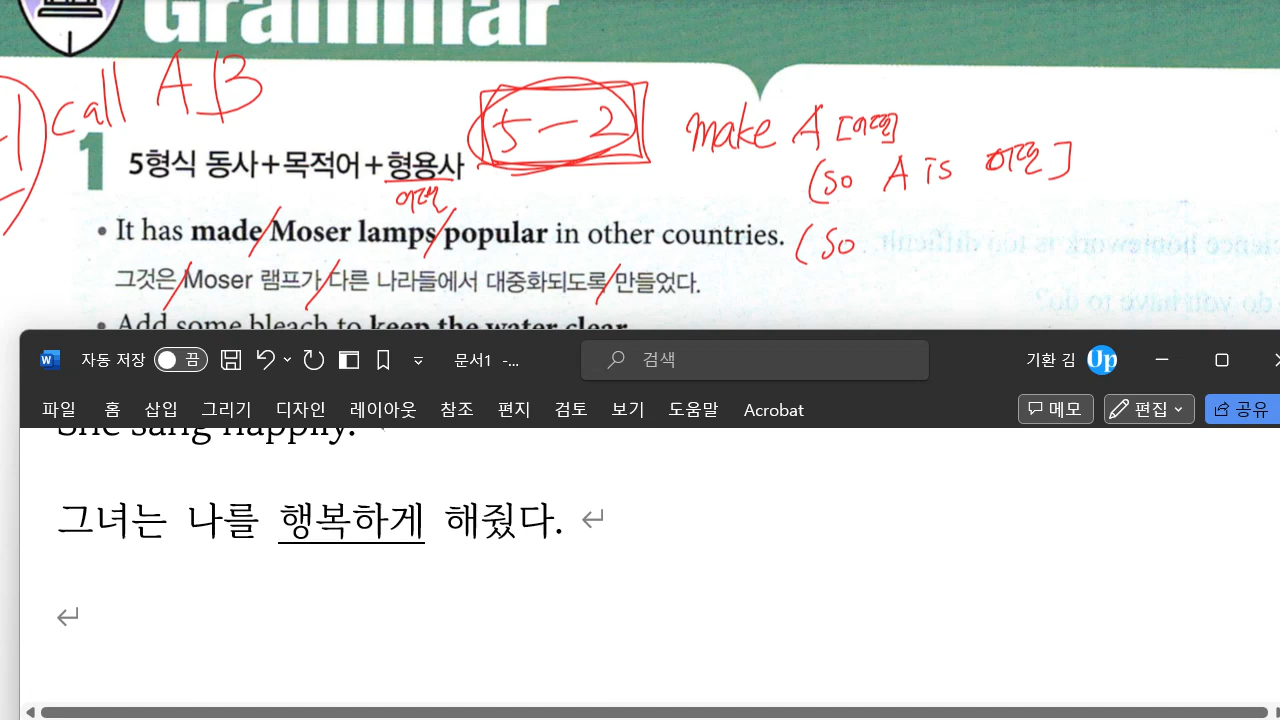 Grammar
call A B
5-2
make A [어떤]
(so A is 어떤]
1 5형식 동사+목적어+형용사
어떤
• It has made Moser lamps popular in other countries.
(so
그것은 Moser 램프가 다른 나라들에서 대중화되도록 만들었다.
• Add some bleach to keep the water clear
자동 저장 끔 문서1 -... 검색 기환 김
파일 홈 삽입 그리기 디자인 레이아웃 참조 편지 검토 보기 도움말 Acrobat 메모 편집 공유
She sang happily.
그녀는 나를 행복하게 해줬다.